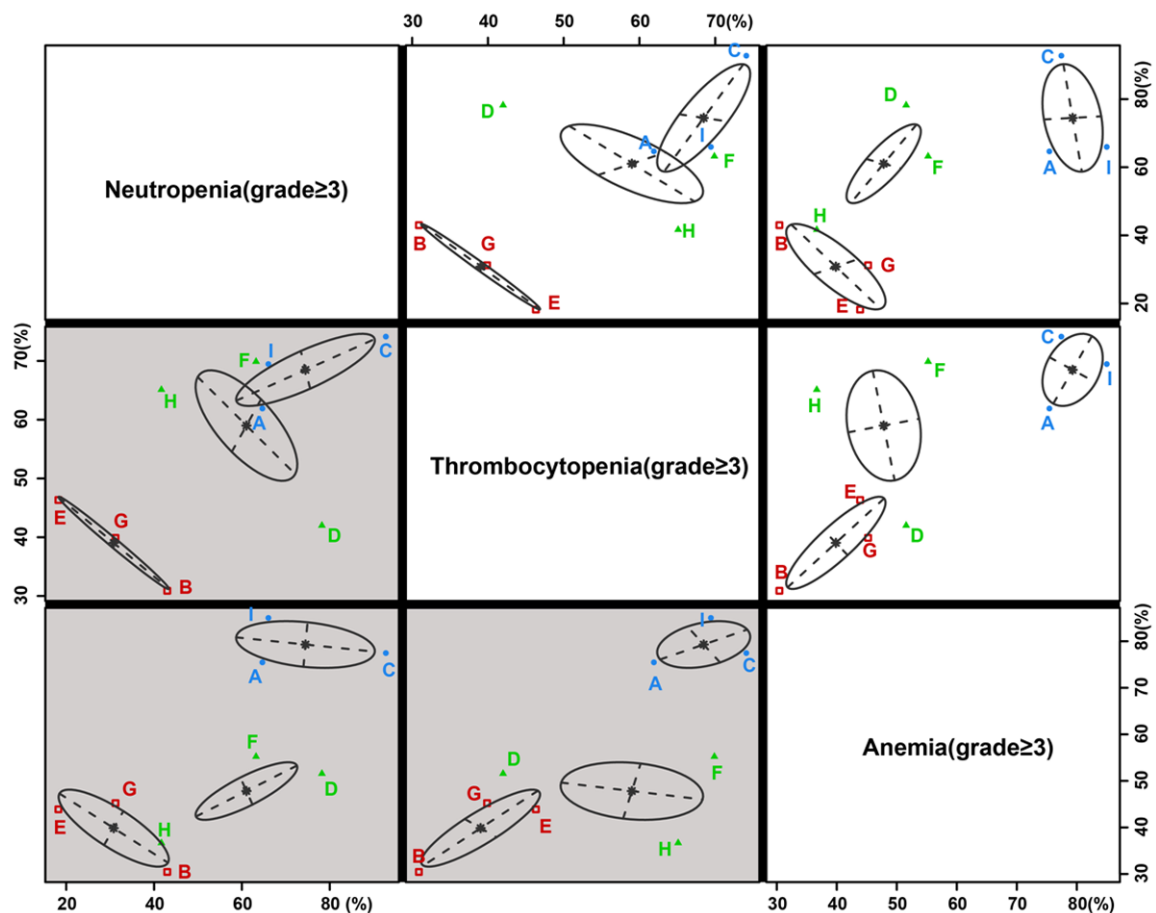 30 40 50 60 70(%)
Neutropenia(grade≥3)
D
A
C
I
F
H
B
G
E
C
D
F
A
I
H
B
G
E
80(%)
60
40
20
70(%)
60
50
40
30
F
I
C
H
A
E
G
B
D
Thrombocytopenia(grade≥3)
C
F
I
H
A
E
D
G
B
I
A
C
F
D
G
E
H
B
I
A
C
D
F
G
E
B
H
Anemia(grade≥3)
80(%)
70
60
50
40
30
20 40 60 80 (%)
30 40 50 60 70 80(%)